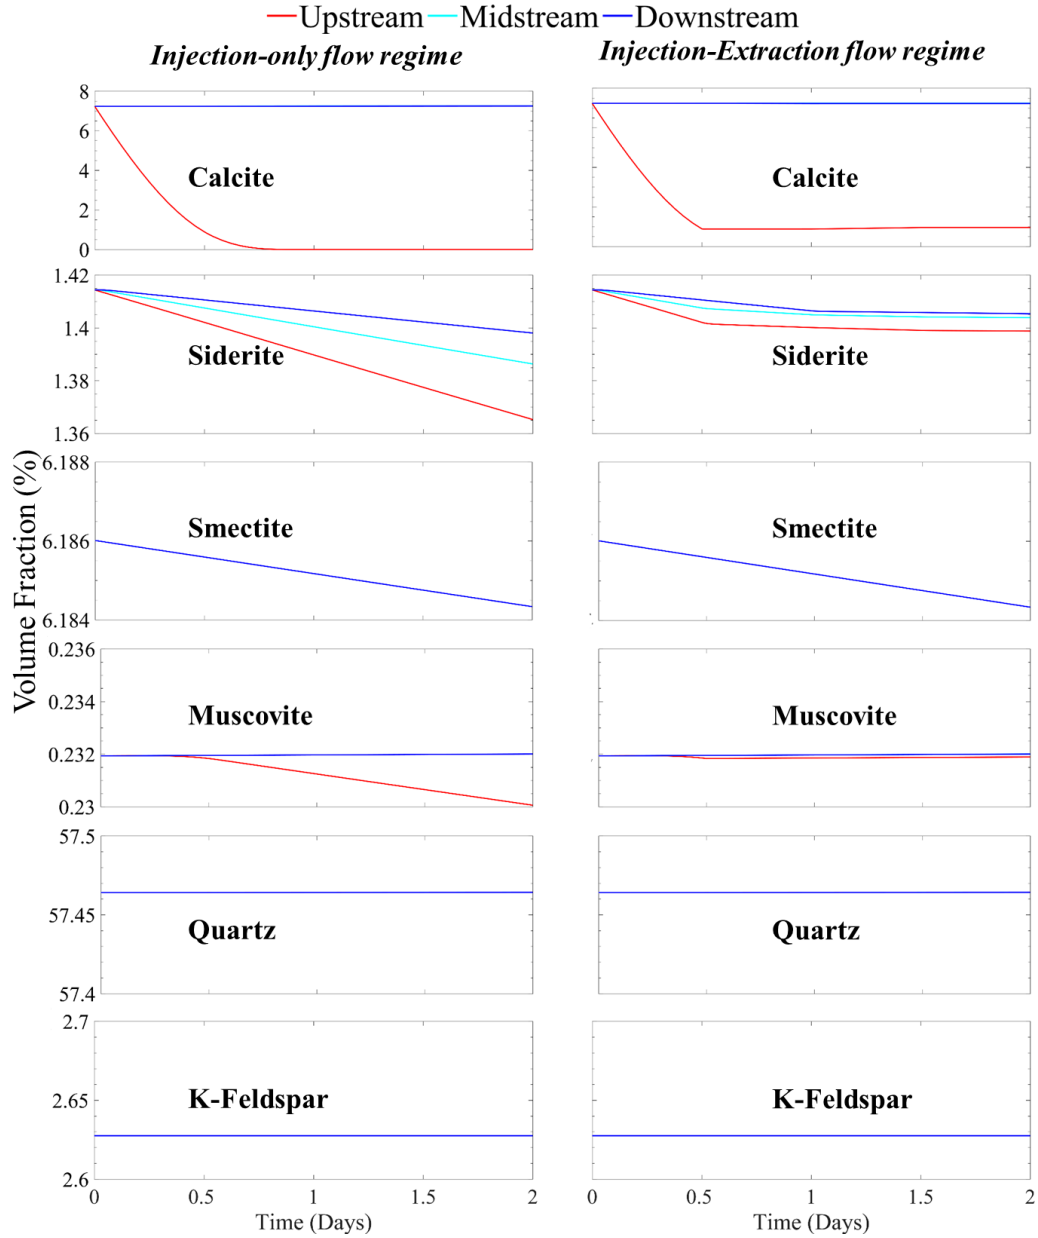 Upstream Midstream Downstream
Injection-only flow regime
Injection-Extraction flow regime
Volume Fraction (%)
8
6
4
2
0
Calcite
Calcite
1.42
1.4
1.38
1.36
Siderite
Siderite
6.188
6.186
6.184
Smectite
Smectite
0.236
0.234
0.232
0.23
Muscovite
Muscovite
57.5
57.45
57.4
Quartz
Quartz
2.7
2.65
2.6
K-Feldspar
K-Feldspar
0 0.5 1 1.5 2
0 0.5 1 1.5 2
Time (Days)
Time (Days)